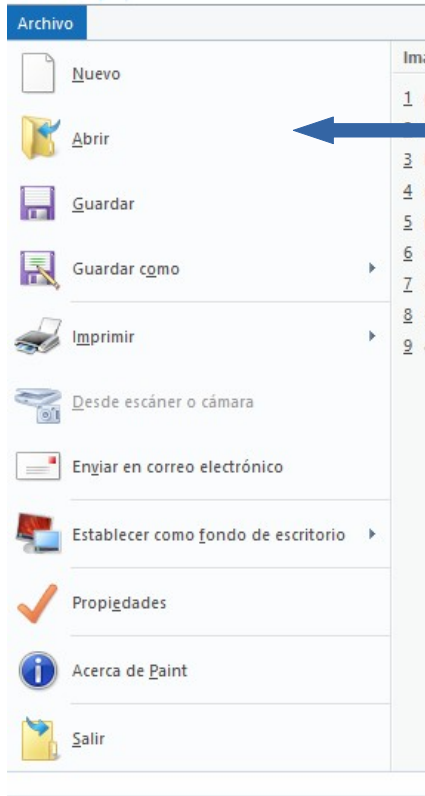 Archivo
Nuevo
Abrir
Guardar
Guardar como
Imprimir
Desde escáner o cámara
Enviar en correo electrónico
Establecer como fondo de escritorio
Propiedades
Acerca de Paint
Salir
1
3
4
5
6
7
8
9